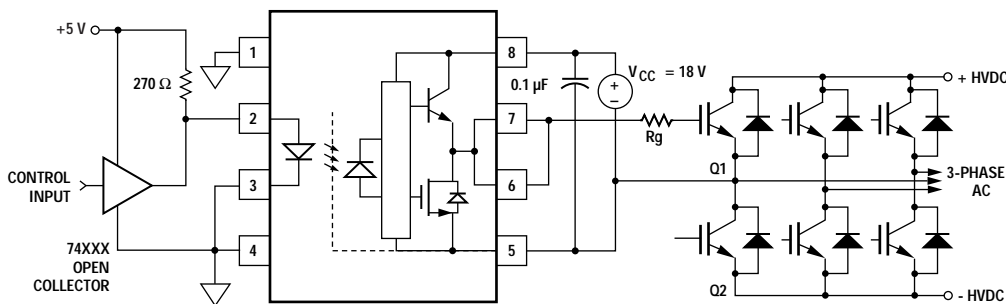 +5 V
270 Ω
CONTROL
INPUT
74XXX
OPEN
COLLECTOR
1
2
3
4
8
7
6
5
0.1 µF
VCC = 18 V
+
−
Rg
Q1
Q2
+ HVDC
3-PHASE
AC
- HVDC